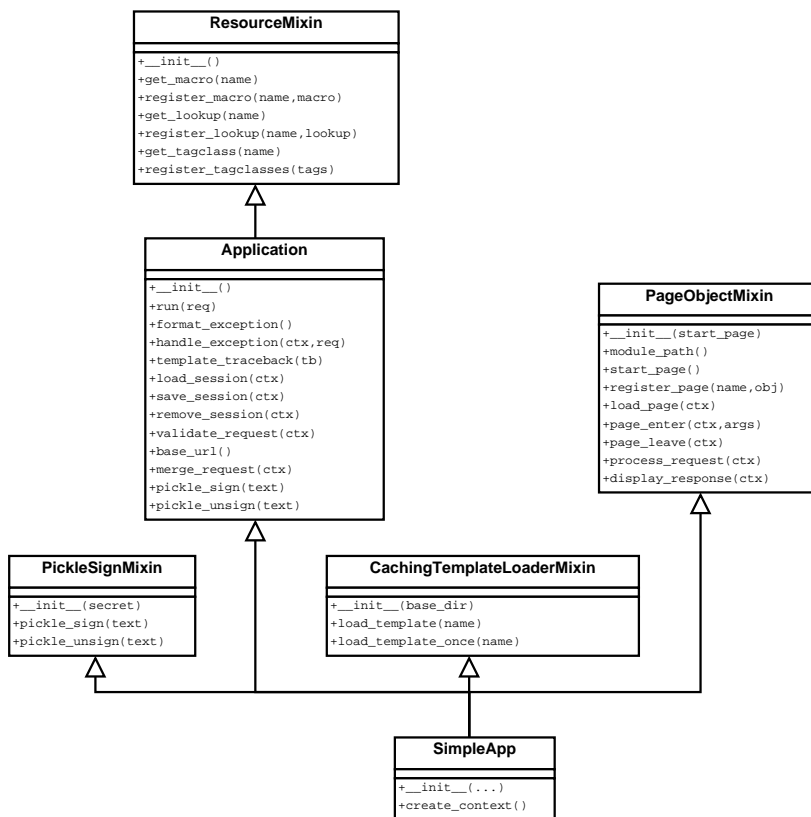 ResourceMixin
+__init__()
+get_macro(name)
+register_macro(name,macro)
+get_lookup(name)
+register_lookup(name,lookup)
+get_tagclass(name)
+register_tagclasses(tags)
Application
+__init__()
+run(req)
+format_exception()
+handle_exception(ctx,req)
+template_traceback(tb)
+load_session(ctx)
+save_session(ctx)
+remove_session(ctx)
+validate_request(ctx)
+base_url()
+merge_request(ctx)
+pickle_sign(text)
+pickle_unsign(text)
PageObjectMixin
+__init__(start_page)
+module_path()
+start_page()
+register_page(name,obj)
+load_page(ctx)
+page_enter(ctx,args)
+page_leave(ctx)
+process_request(ctx)
+display_response(ctx)
PickleSignMixin
+__init__(secret)
+pickle_sign(text)
+pickle_unsign(text)
CachingTemplateLoaderMixin
+__init__(base_dir)
+load_template(name)
+load_template_once(name)
SimpleApp
+__init__(...)
+create_context()